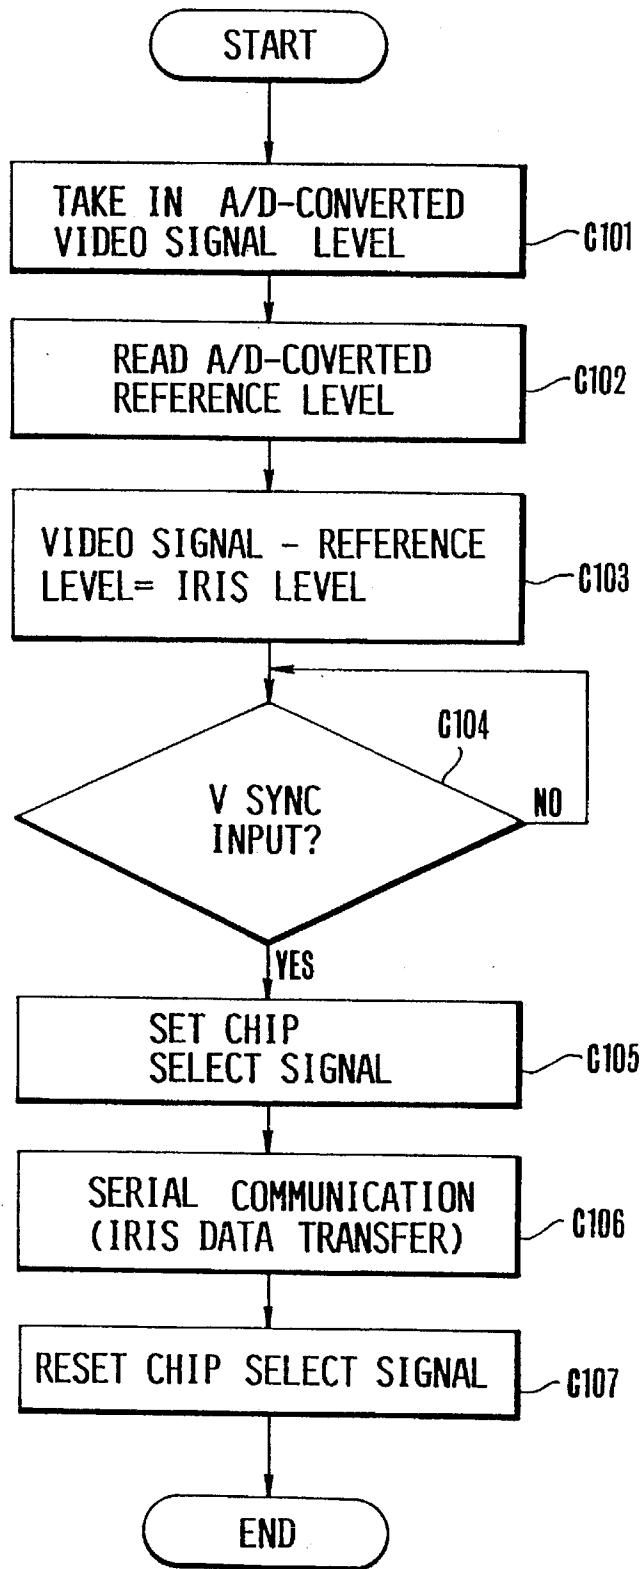 START
TAKE IN A/D-CONVERTED
VIDEO SIGNAL LEVEL
C101
READ A/D-COVERTED
REFERENCE LEVEL
C102
VIDEO SIGNAL - REFERENCE
LEVEL= IRIS LEVEL
C103
C104
V SYNC
INPUT?
NO
YES
SET CHIP
SELECT SIGNAL
C105
SERIAL COMMUNICATION
(IRIS DATA TRANSFER)
C106
RESET CHIP SELECT SIGNAL
C107
END